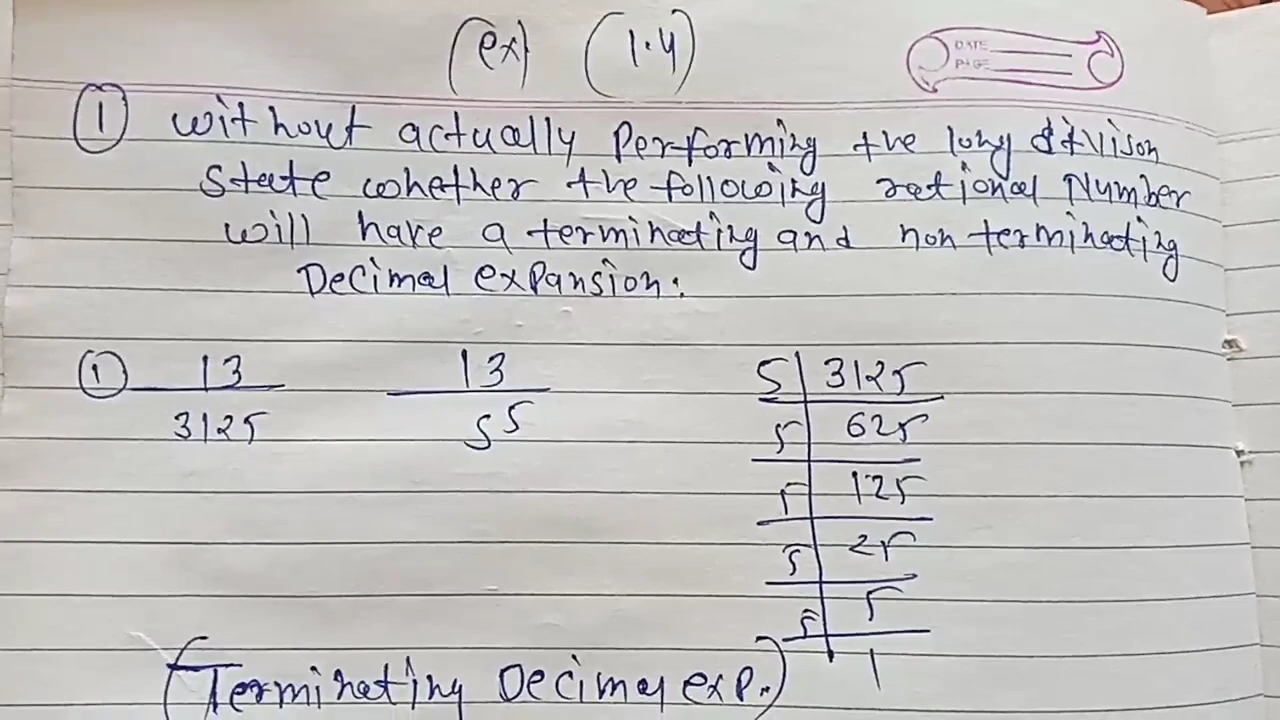 (ex) (1.4)
DATE
PAGE
① without actually Performing the long division
State whether the following rational Number
will have a terminating and non terminating
Decimal expansion.
① 13/3125 13/5⁵
5 | 3125
5 | 625
5 | 125
5 | 25
5 | 5
1
(Terminating Decimal exp.)